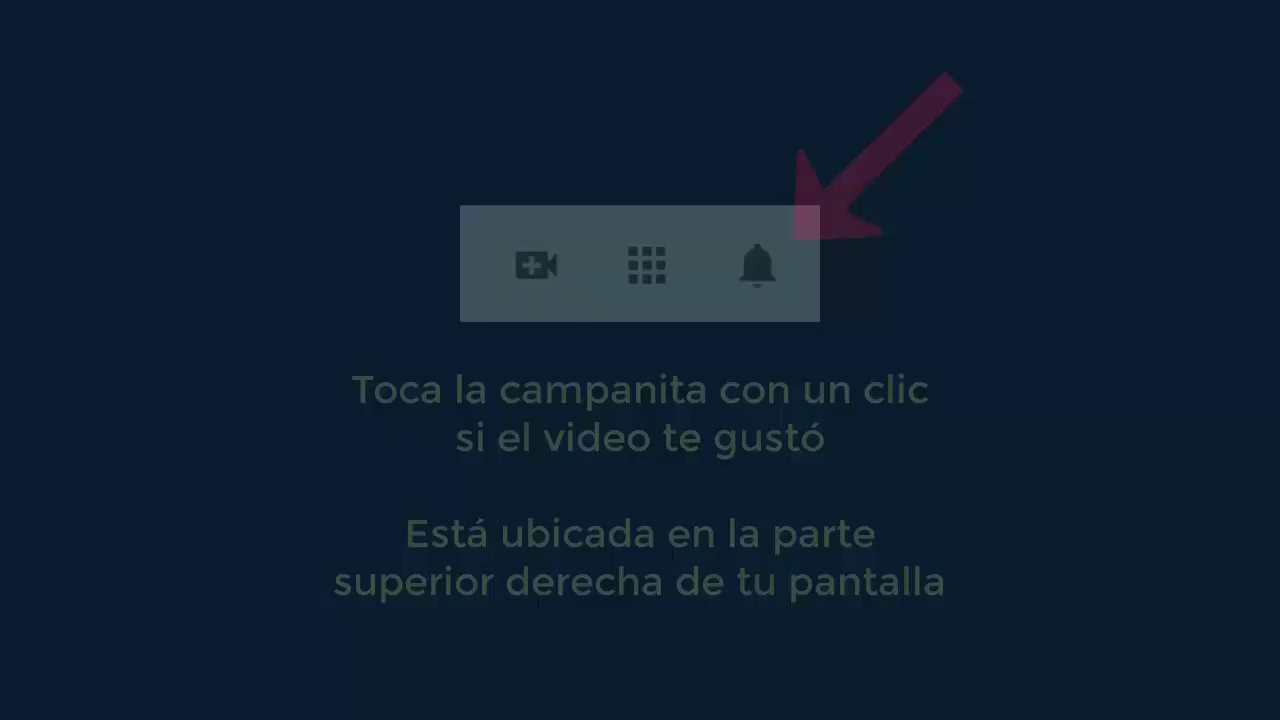 Toca la campanita con un clic
si el video te gustó
Está ubicada en la parte
superior derecha de tu pantalla